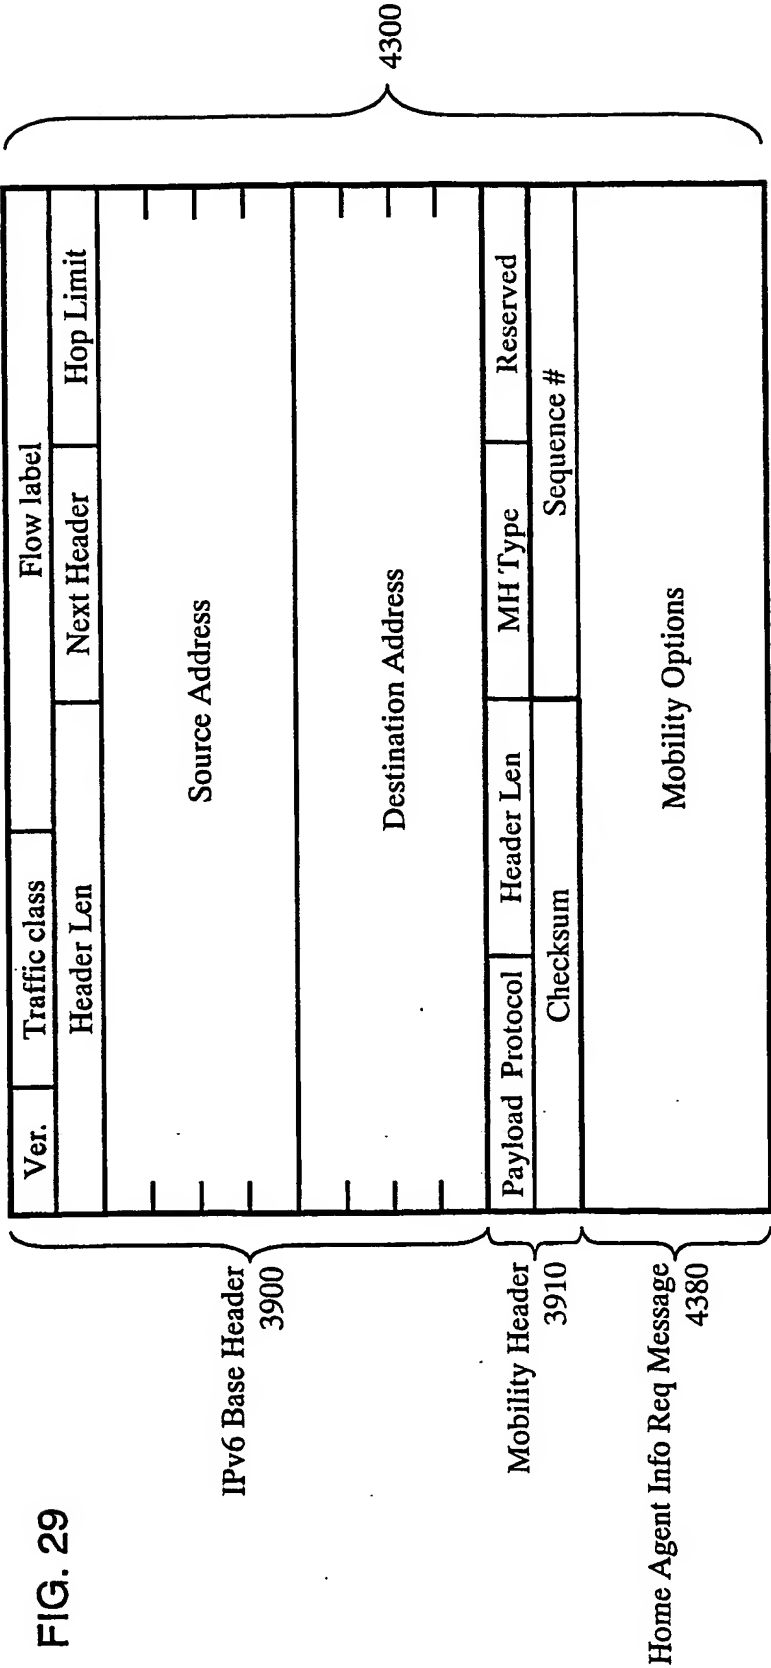 FIG. 29
IPv6 Base Header
3900
Mobility Header
3910
Home Agent Info Req Message
4380
Ver.
Traffic class
Flow label
Header Len
Next Header
Hop Limit
Source Address
Destination Address
Payload Protocol
Header Len
MH Type
Reserved
Checksum
Sequence #
Mobility Options
4300